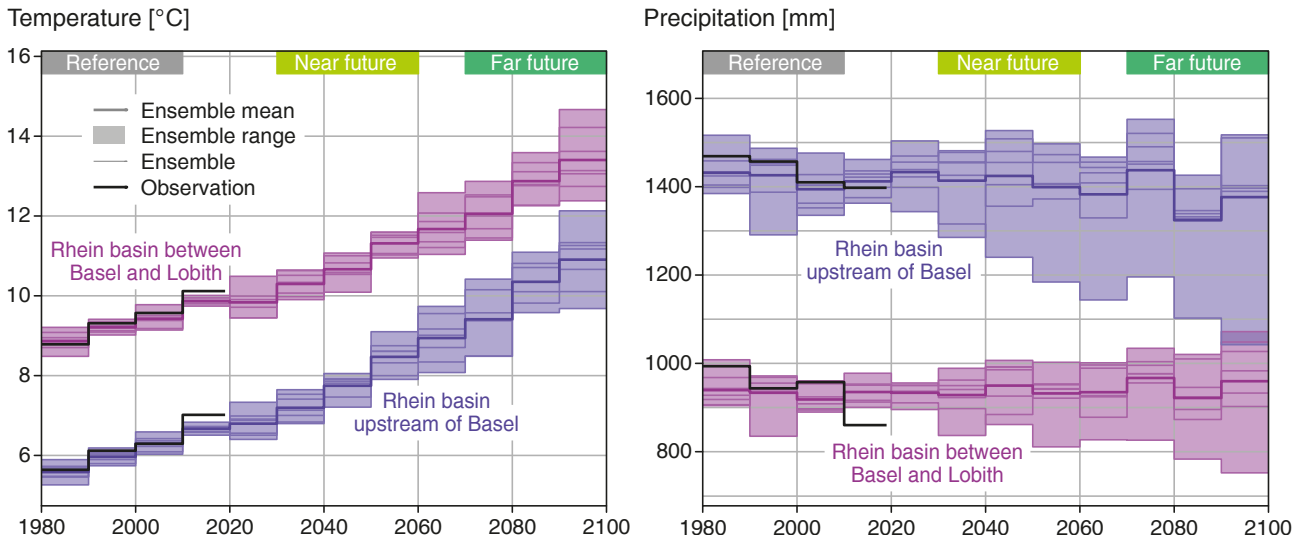 Temperature [°C]
16
14
12
10
8
6
Reference
Near future
Far future
Ensemble mean
Ensemble range
Ensemble
Observation
Rhein basin between
Basel and Lobith
Rhein basin
upstream of Basel
1980
2000
2020
2040
2060
2080
2100
Precipitation [mm]
1600
1400
1200
1000
800
Reference
Near future
Far future
Rhein basin
upstream of Basel
Rhein basin between
Basel and Lobith
1980
2000
2020
2040
2060
2080
2100